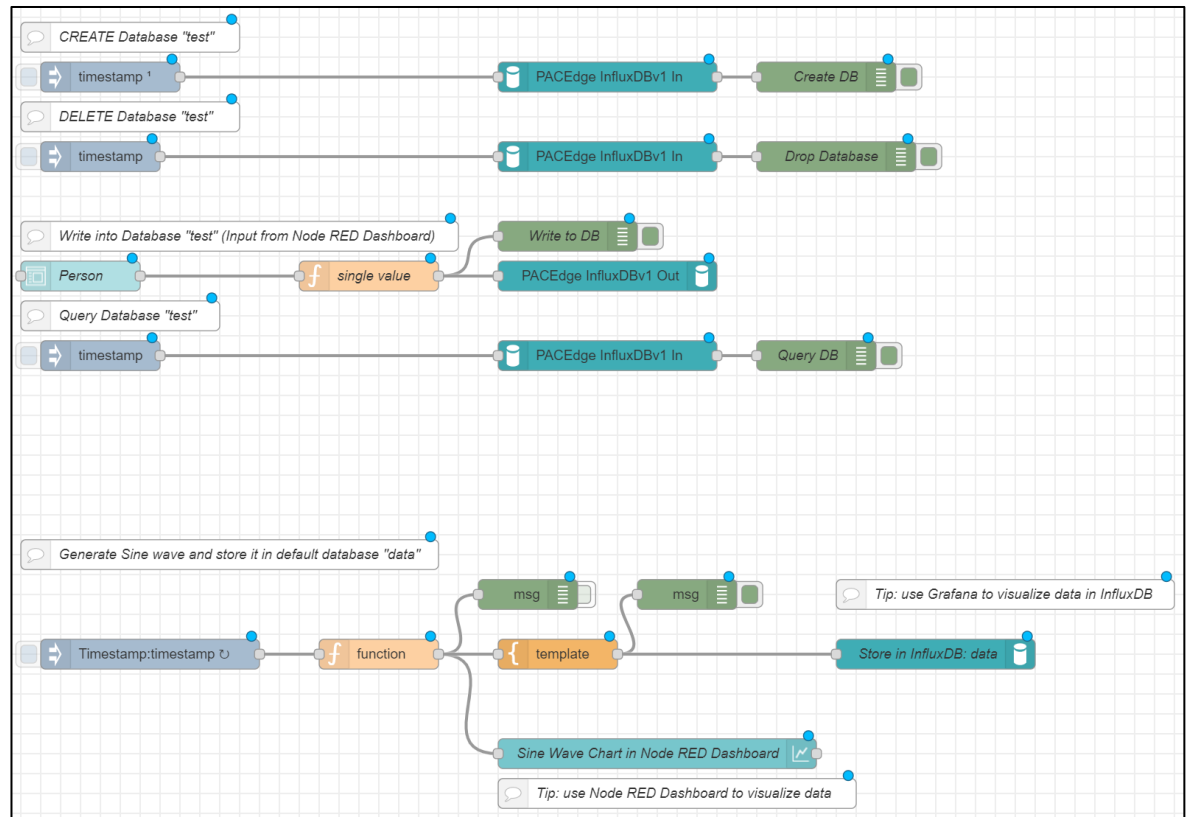 CREATE Database "test"
timestamp ¹
PACEdge InfluxDBv1 In
Create DB
DELETE Database "test"
timestamp
PACEdge InfluxDBv1 In
Drop Database
Write into Database "test" (Input from Node RED Dashboard)
Write to DB
Person
single value
PACEdge InfluxDBv1 Out
Query Database "test"
timestamp
PACEdge InfluxDBv1 In
Query DB
Generate Sine wave and store it in default database "data"
msg
msg
Tip: use Grafana to visualize data in InfluxDB
Timestamp:timestamp ↻
function
template
Store in InfluxDB: data
Sine Wave Chart in Node RED Dashboard
Tip: use Node RED Dashboard to visualize data